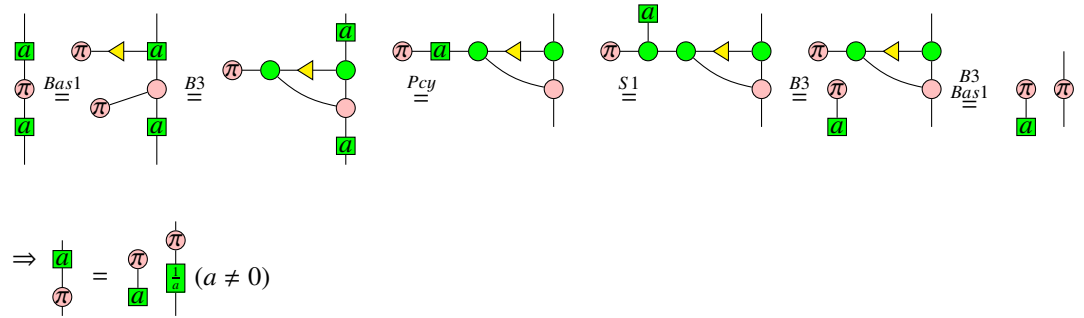 a π a Bas1 = π a π a B3 = π a a Pcy = π a S1 = π a B3 = π π a B3 Bas1 = π a π
⇒ a π = π a π 1/a (a ≠ 0)